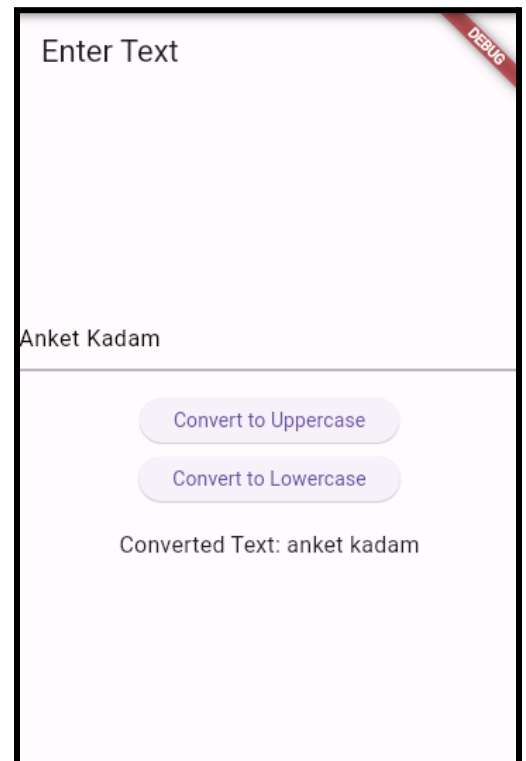 Enter Text
DEBUG
Anket Kadam
Convert to Uppercase
Convert to Lowercase
Converted Text: anket kadam